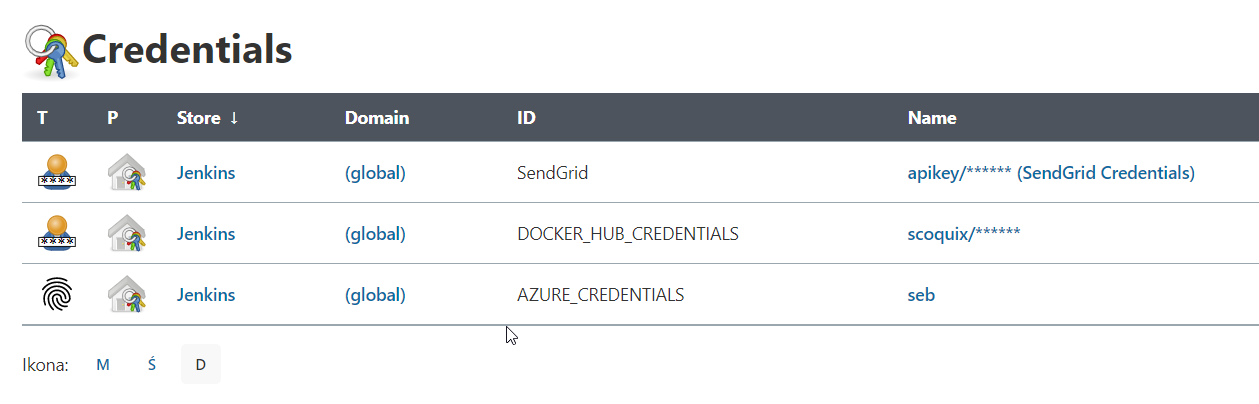 Credentials
T P Store ↓ Domain ID Name
**** Jenkins (global) SendGrid apikey/****** (SendGrid Credentials)
**** Jenkins (global) DOCKER_HUB_CREDENTIALS scoquix/******
Jenkins (global) AZURE_CREDENTIALS seb
Ikona: M Ś D